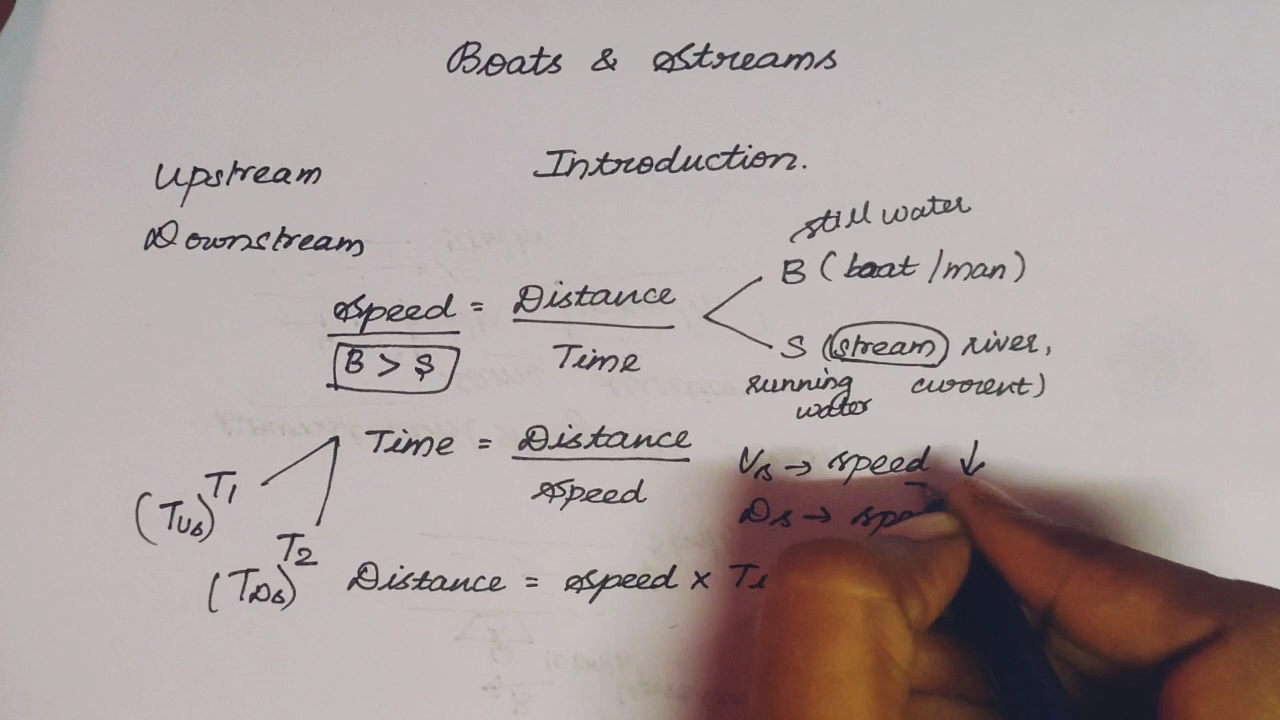 Boats & Streams
Introduction.
Upstream
Downstream
still water
B (boat /man)
Speed = Distance
Time
B > S
S (stream) river,
running current)
water
Time = Distance
Speed
T1
(TUs)
T2
(TDs)
Us → speed ↓
Ds →
Distance = Speed ×